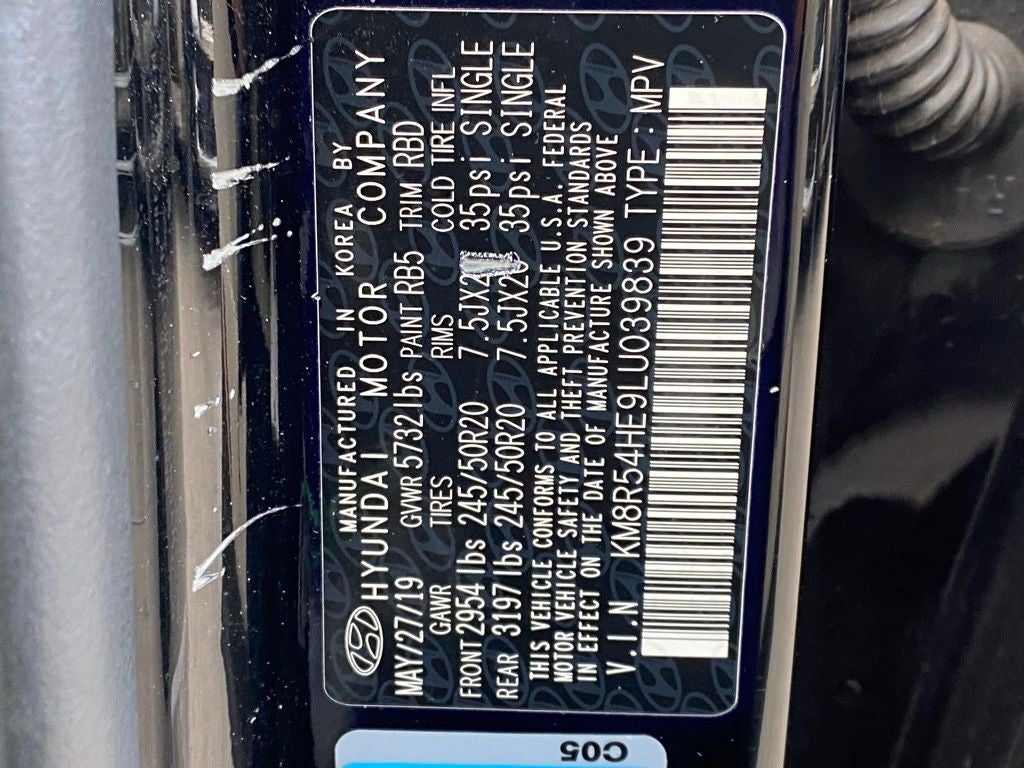 MANUFACTURED IN KOREA BY
HYUNDAI MOTOR COMPANY
MAY/27/19 GVWR 5732lbs PAINT RB5 TRIM RBD
GAWR TIRES RIMS COLD TIRE INFL
FRONT 2954lbs 245/50R20 7.5JX2 35psi SINGLE
REAR 3197lbs 245/50R20 7.5JX20 35psi SINGLE
THIS VEHICLE CONFORMS TO ALL APPLICABLE U.S.A. FEDERAL
MOTOR VEHICLE SAFETY AND THEFT PREVENTION STANDARDS
IN EFFECT ON THE DATE OF MANUFACTURE SHOWN ABOVE
V.I.N KM8R54HE9LU039839 TYPE: MPV
C05